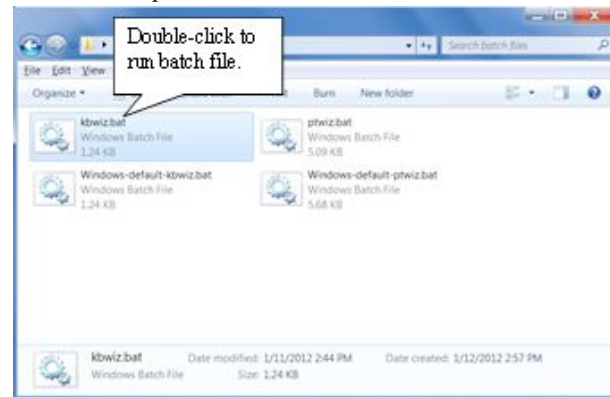 Double-click to
run batch file.
Search batch files
File Edit View
Organize Burn New folder
kbwiz.bat
Windows Batch File
1.24 KB
ptwiz.bat
Windows Batch File
5.09 KB
Windows-default-kbwiz.bat
Windows Batch File
1.24 KB
Windows-default-ptwiz.bat
Windows Batch File
5.68 KB
kbwiz.bat Date modified: 1/11/2012 2:44 PM Date created: 1/12/2012 2:57 PM
Windows Batch File Size: 1.24 KB